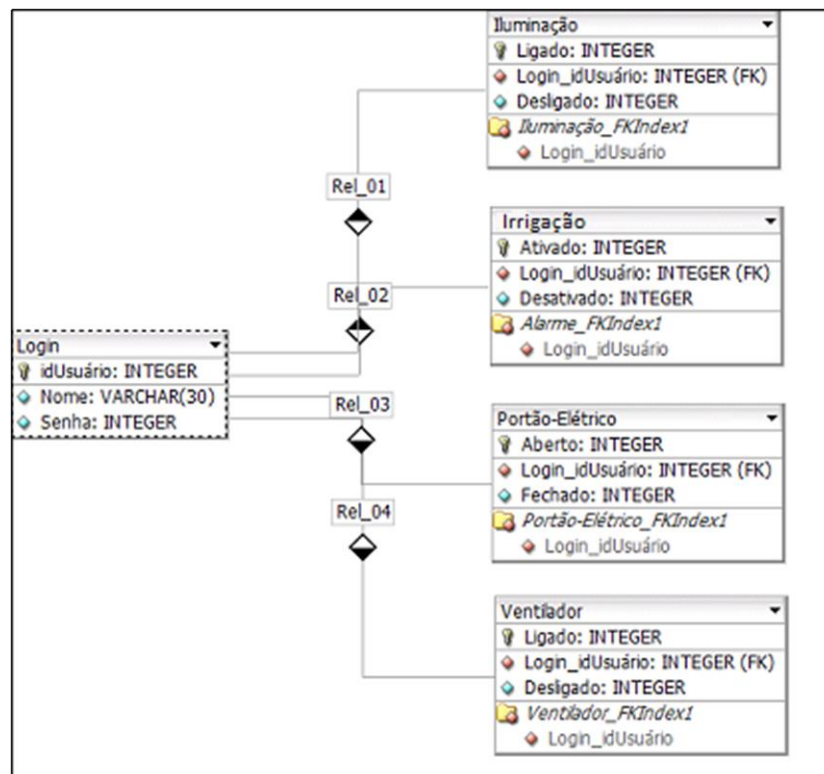 Iluminação
Ligado: INTEGER
Login_idUsuário: INTEGER (FK)
Desligado: INTEGER
Iluminação_FKIndex1
Login_idUsuário
Rel_01
Irrigação
Ativado: INTEGER
Login_idUsuário: INTEGER (FK)
Desativado: INTEGER
Alarme_FKIndex1
Login_idUsuário
Rel_02
Login
idUsuário: INTEGER
Nome: VARCHAR(30)
Senha: INTEGER
Rel_03
Portão-Elétrico
Aberto: INTEGER
Login_idUsuário: INTEGER (FK)
Fechado: INTEGER
Portão-Elétrico_FKIndex1
Login_idUsuário
Rel_04
Ventilador
Ligado: INTEGER
Login_idUsuário: INTEGER (FK)
Desligado: INTEGER
Ventilador_FKIndex1
Login_idUsuário